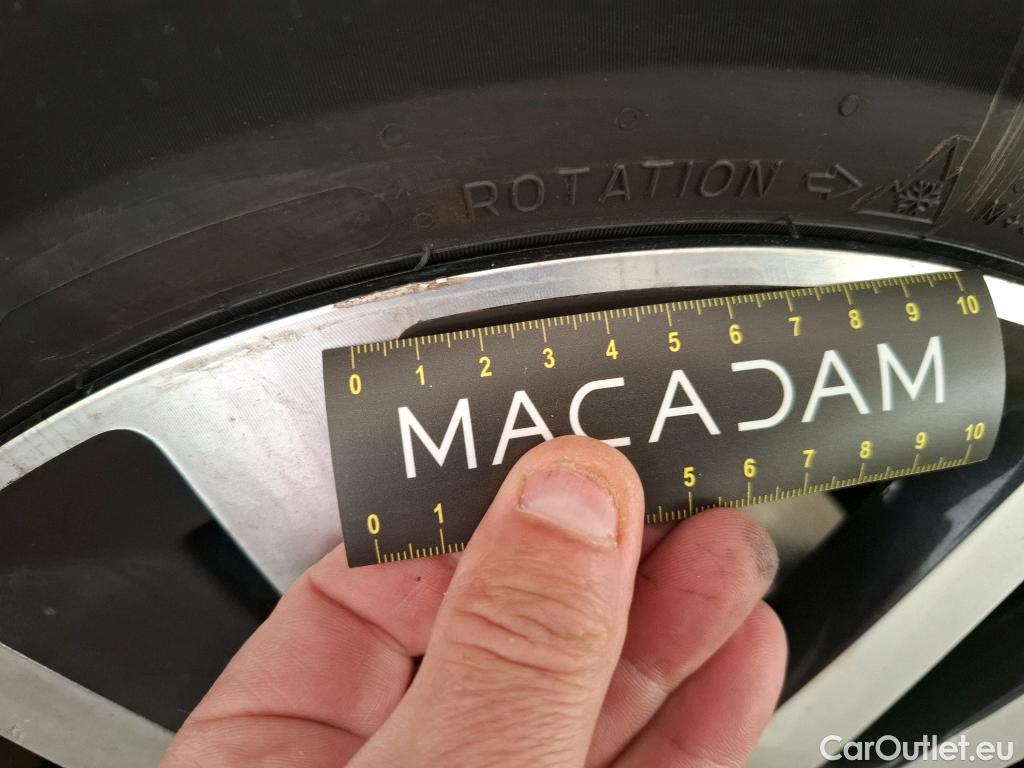 ROTATION
0 1 2 3 4 5 6 7 8 9 10
MACADAM
0 1 5 6 7 8 9 10
CarOutlet.eu